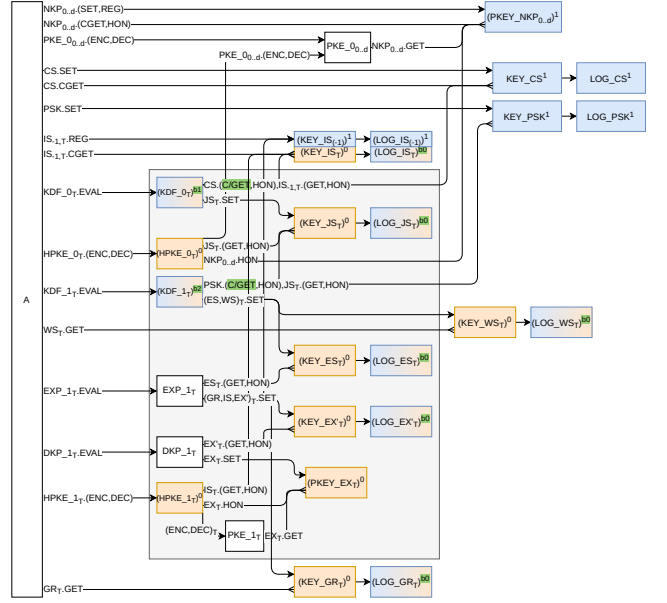 NKP0..d.(SET,REG)
(PKEY_NKP0..d)1
NKP0..d.(CGET,HON)
PKE_00..d.(ENC,DEC)
PKE_00..d
NKP0..d.GET
PKE_00..d.(ENC,DEC)
CS.SET
CS.CGET
KEY_CS1
LOG_CS1
PSK.SET
KEY_PSK1
LOG_PSK1
IS-1,T.REG
(KEY_IS(-1))1
(LOG_IS(-1))1
IS-1,T.CGET
(KEY_IST)0
(LOG_IST)b0
KDF_0T.EVAL
(KDF_0T)b1
CS.(C/GET,HON),IS-1,T.(GET,HON)
JST.SET
(KEY_JST)0
(LOG_JST)b0
HPKE_0T.(ENC,DEC)
(HPKE_0T)0
JST.(GET,HON)
NKP0..d.HON
KDF_1T.EVAL
(KDF_1T)b2
PSK.(C/GET,HON),JST.(GET,HON)
(ES,WS)T.SET
A
WST.GET
(KEY_WST)0
(LOG_WST)b0
(KEY_EST)0
(LOG_EST)b0
EXP_1T.EVAL
EXP_1T
EST.(GET,HON)
(GR,IS,EX')T.SET
(KEY_EX'T)0
(LOG_EX'T)b0
DKP_1T.EVAL
DKP_1T
EX'T.(GET,HON)
EXT.SET
(PKEY_EXT)0
HPKE_1T.(ENC,DEC)
(HPKE_1T)0
IST.(GET,HON)
EXT.HON
(ENC,DEC)T
PKE_1T
EXT.GET
GRT.GET
(KEY_GRT)0
(LOG_GRT)b0